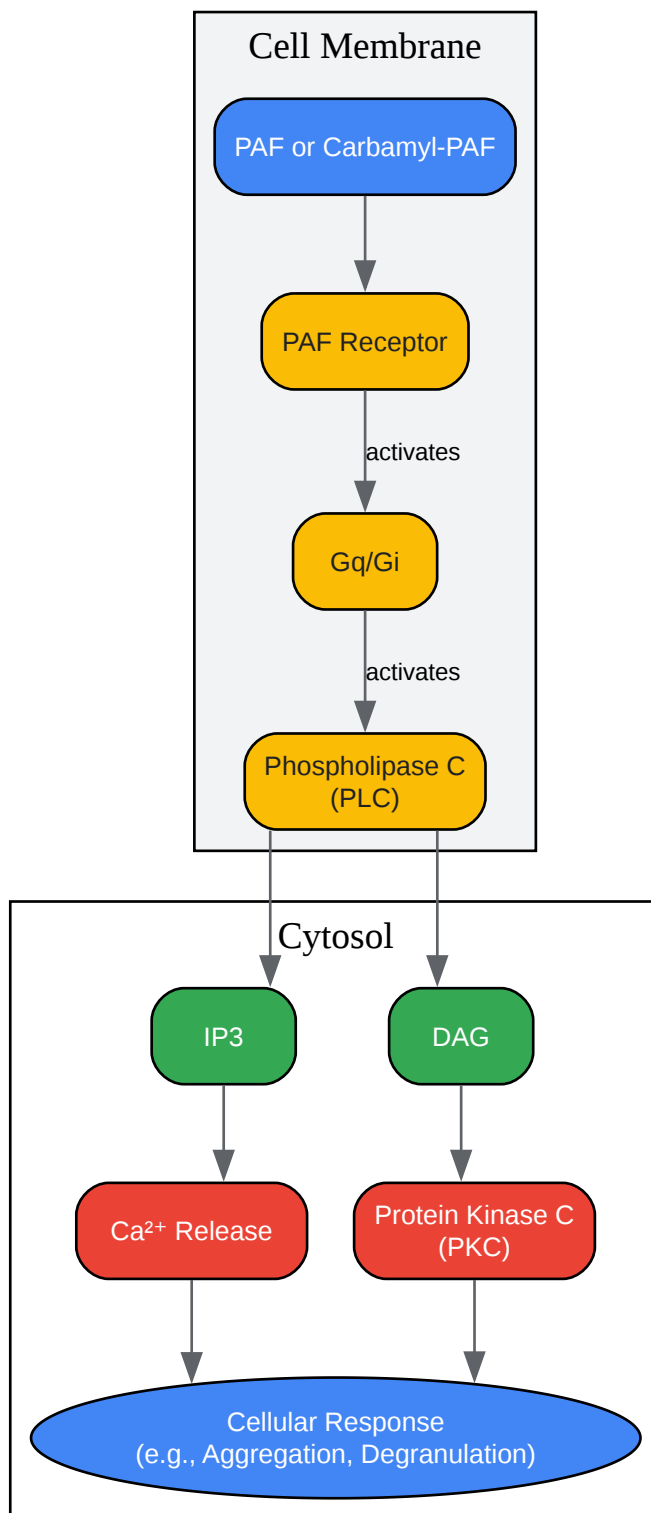 Cell Membrane
PAF or Carbamyl-PAF
PAF Receptor
activates
Gq/Gi
activates
Phospholipase C
(PLC)
Cytosol
IP3
DAG
Ca²⁺ Release
Protein Kinase C
(PKC)
Cellular Response
(e.g., Aggregation, Degranulation)